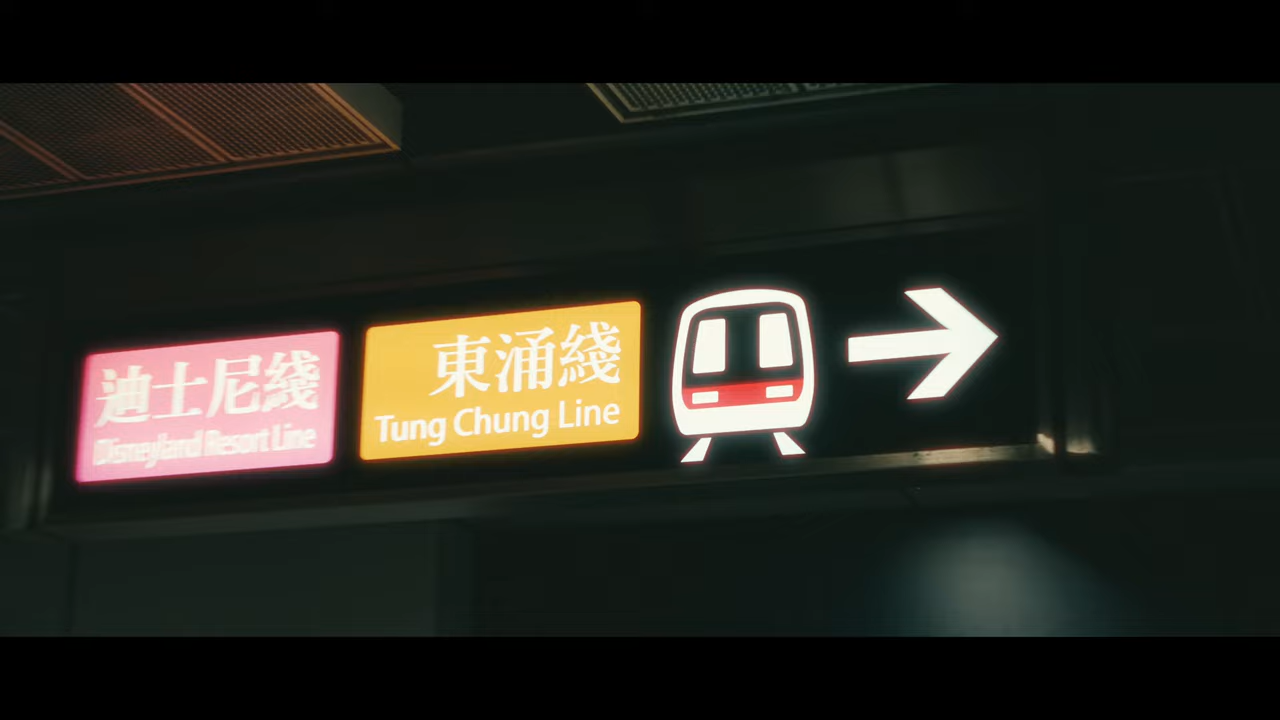 迪士尼綫
Disneyland Resort Line
東涌綫
Tung Chung Line